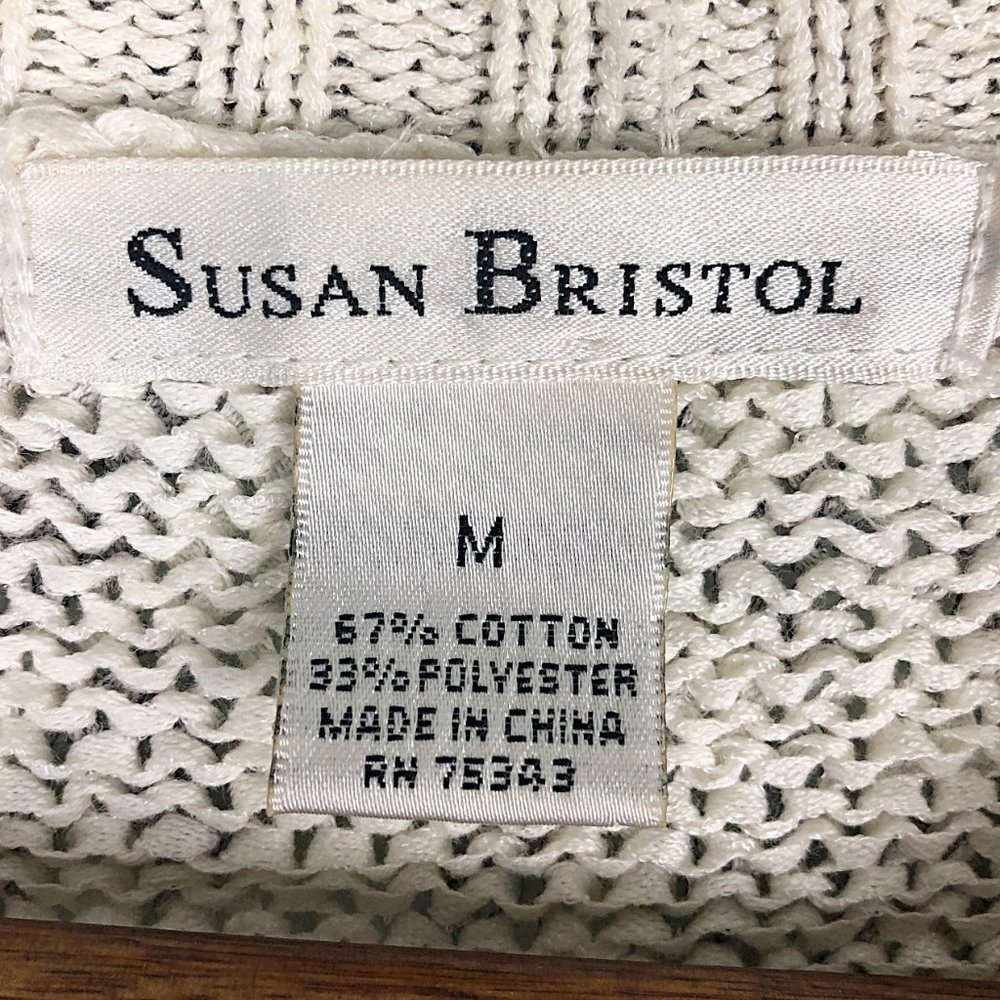 SUSAN BRISTOL
M
67% COTTON
33% POLYESTER
MADE IN CHINA
RN 75343